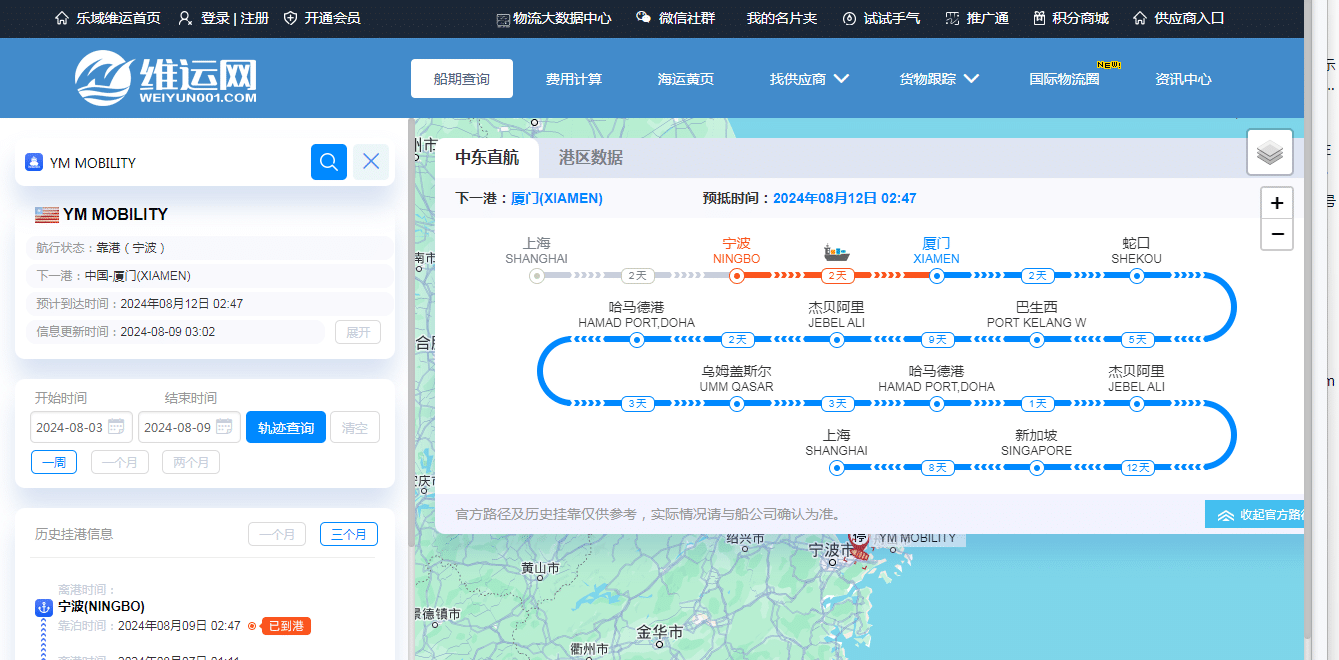 乐域维运首页 登录 | 注册 开通会员 物流大数据中心 微信社群 我的名片夹 试试手气 推广通 积分商城 供应商入口
维运网
WEIYUN001.COM
船期查询 费用计算 海运黄页 找供应商 货物跟踪 国际物流圈 NEW! 资讯中心
YM MOBILITY
YM MOBILITY
航行状态：靠港（宁波）
下一港：中国-厦门(XIAMEN)
预计到达时间：2024年08月12日 02:47
信息更新时间：2024-08-09 03:02 展开
开始时间 结束时间
2024-08-03 2024-08-09 轨迹查询 清空
一周 一个月 两个月
历史挂港信息 一个月 三个月
离港时间：
宁波(NINGBO)
靠泊时间：2024年08月09日 02:47 已到港
中东直航 港区数据
下一港：厦门(XIAMEN) 预抵时间：2024年08月12日 02:47
上海 宁波 厦门 蛇口
SHANGHAI NINGBO XIAMEN SHEKOU
2天 2天 2天
哈马德港 杰贝阿里 巴生西
HAMAD PORT,DOHA JEBEL ALI PORT KELANG W
2天 9天 5天
乌姆盖斯尔 哈马德港 杰贝阿里
UMM QASAR HAMAD PORT,DOHA JEBEL ALI
3天 3天 1天
上海 新加坡
SHANGHAI SINGAPORE
8天 12天
官方路径及历史挂靠仅供参考，实际情况请与船公司确认为准。
收起官方路径
+
−
绍兴市 宁波市 停 YM MOBILITY
黄山市
景德镇市
金华市
衢州市